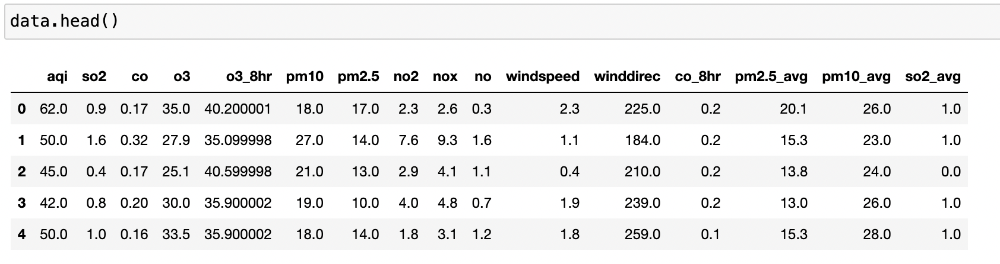 data.head()
aqi so2 co o3 o3_8hr pm10 pm2.5 no2 nox no windspeed winddirec co_8hr pm2.5_avg pm10_avg so2_avg
0 62.0 0.9 0.17 35.0 40.200001 18.0 17.0 2.3 2.6 0.3 2.3 225.0 0.2 20.1 26.0 1.0
1 50.0 1.6 0.32 27.9 35.099998 27.0 14.0 7.6 9.3 1.6 1.1 184.0 0.2 15.3 23.0 1.0
2 45.0 0.4 0.17 25.1 40.599998 21.0 13.0 2.9 4.1 1.1 0.4 210.0 0.2 13.8 24.0 0.0
3 42.0 0.8 0.20 30.0 35.900002 19.0 10.0 4.0 4.8 0.7 1.9 239.0 0.2 13.0 26.0 1.0
4 50.0 1.0 0.16 33.5 35.900002 18.0 14.0 1.8 3.1 1.2 1.8 259.0 0.1 15.3 28.0 1.0